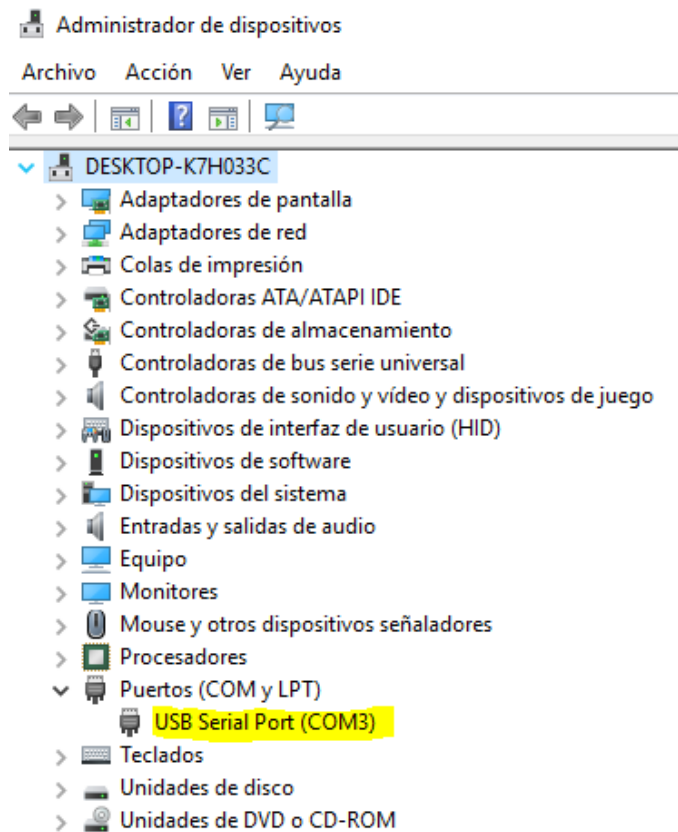 Administrador de dispositivos
Archivo Acción Ver Ayuda
DESKTOP-K7H033C
Adaptadores de pantalla
Adaptadores de red
Colas de impresión
Controladoras ATA/ATAPI IDE
Controladoras de almacenamiento
Controladoras de bus serie universal
Controladoras de sonido y vídeo y dispositivos de juego
Dispositivos de interfaz de usuario (HID)
Dispositivos de software
Dispositivos del sistema
Entradas y salidas de audio
Equipo
Monitores
Mouse y otros dispositivos señaladores
Procesadores
Puertos (COM y LPT)
USB Serial Port (COM3)
Teclados
Unidades de disco
Unidades de DVD o CD-ROM